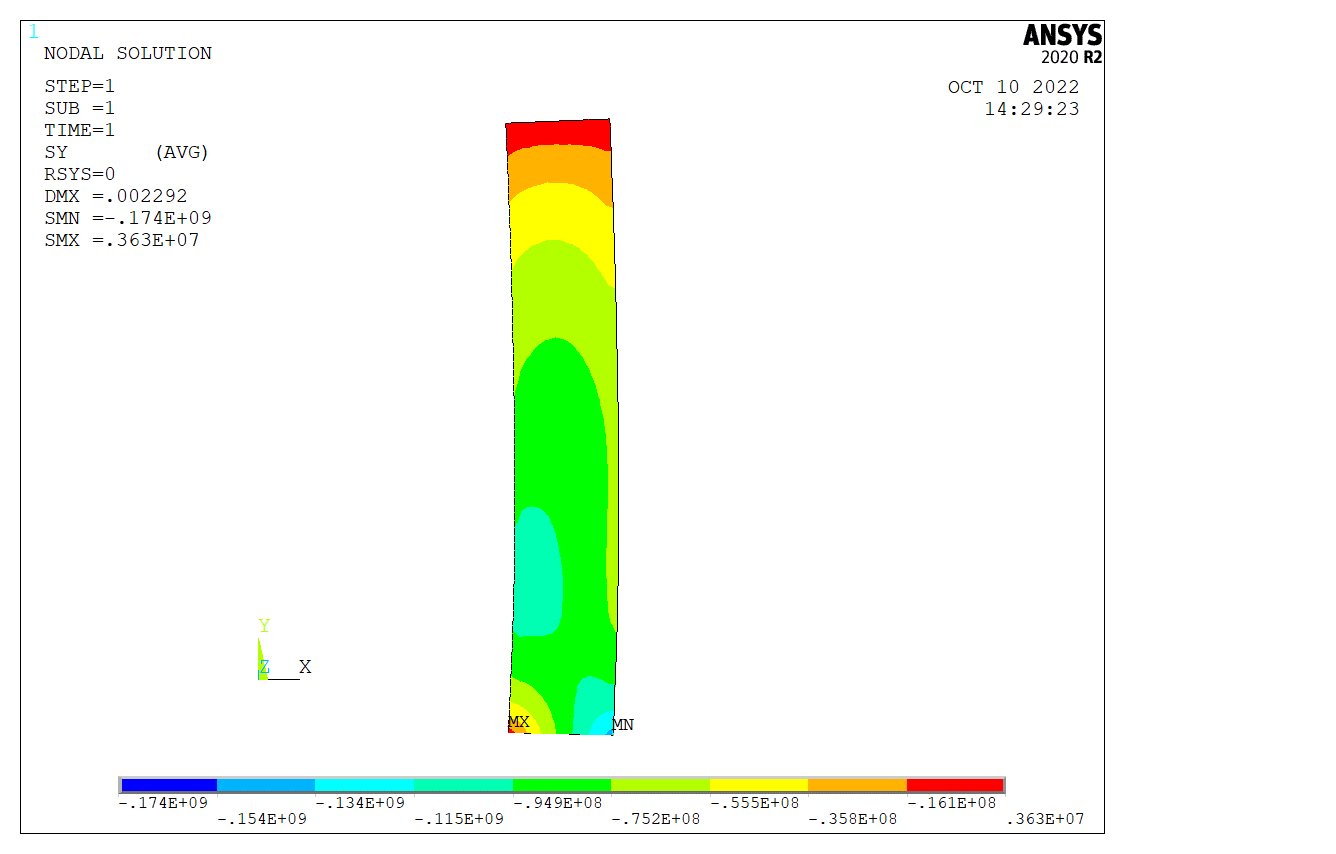 1
NODAL SOLUTION
STEP=1
SUB =1
TIME=1
SY (AVG)
RSYS=0
DMX =.002292
SMN =-.174E+09
SMX =.363E+07
ANSYS
2020 R2
OCT 10 2022
14:29:23
Y
Z X
MX MN
-.174E+09 -.134E+09 -.949E+08 -.555E+08 -.161E+08
-.154E+09 -.115E+09 -.752E+08 -.358E+08 .363E+07